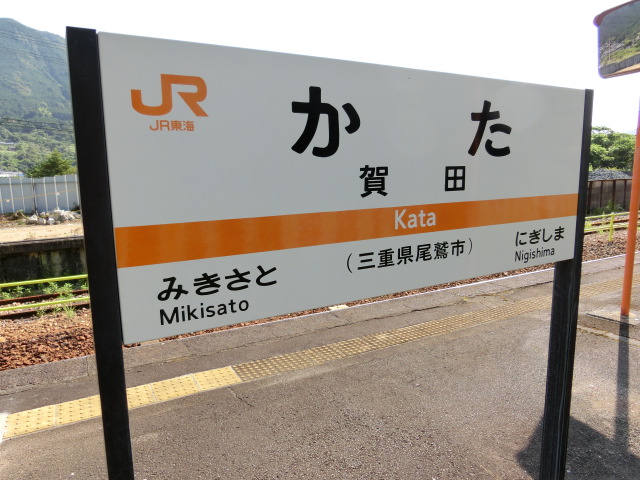 JR
JR東海
かた
賀田
Kata
(三重県尾鷲市)
みきさと
Mikisato
にぎしま
Nigishima